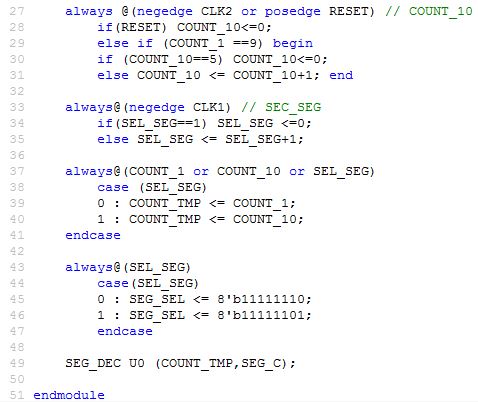 27 always @(negedge CLK2 or posedge RESET) // COUNT_10
28 if(RESET) COUNT_10<=0;
29 else if (COUNT_1 ==9) begin
30 if (COUNT_10==5) COUNT_10<=0;
31 else COUNT_10 <= COUNT_10+1; end
32
33 always@(negedge CLK1) // SEC_SEG
34 if(SEL_SEG==1) SEL_SEG <=0;
35 else SEL_SEG <= SEL_SEG+1;
36
37 always@(COUNT_1 or COUNT_10 or SEL_SEG)
38 case (SEL_SEG)
39 0 : COUNT_TMP <= COUNT_1;
40 1 : COUNT_TMP <= COUNT_10;
41 endcase
42
43 always@(SEL_SEG)
44 case(SEL_SEG)
45 0 : SEG_SEL <= 8'b11111110;
46 1 : SEG_SEL <= 8'b11111101;
47 endcase
48
49 SEG_DEC U0 (COUNT_TMP,SEG_C);
50
51 endmodule